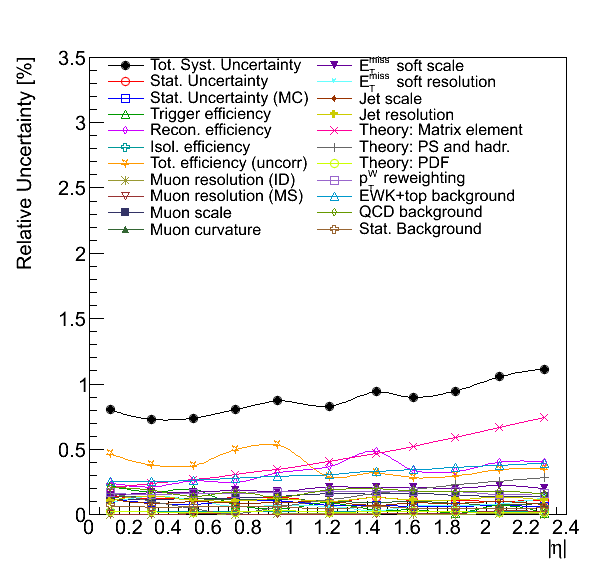 Relative Uncertainty [%]
3.5
3
2.5
2
1.5
1
0.5
0
Tot. Syst. Uncertainty
Stat. Uncertainty
Stat. Uncertainty (MC)
Trigger efficiency
Recon. efficiency
Isol. efficiency
Tot. efficiency (uncorr)
Muon resolution (ID)
Muon resolution (MS)
Muon scale
Muon curvature
E_T^miss soft scale
E_T^miss soft resolution
Jet scale
Jet resolution
Theory: Matrix element
Theory: PS and hadr.
Theory: PDF
p_T^W reweighting
EWK+top background
QCD background
Stat. Background
0 0.2 0.4 0.6 0.8 1 1.2 1.4 1.6 1.8 2 2.2 2.4
|η|